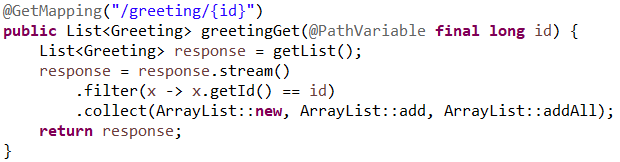 @GetMapping("/greeting/{id}")
public List<Greeting> greetingGet(@PathVariable final long id) {
    List<Greeting> response = getList();
    response = response.stream()
        .filter(x -> x.getId() == id)
        .collect(ArrayList::new, ArrayList::add, ArrayList::addAll);
    return response;
}